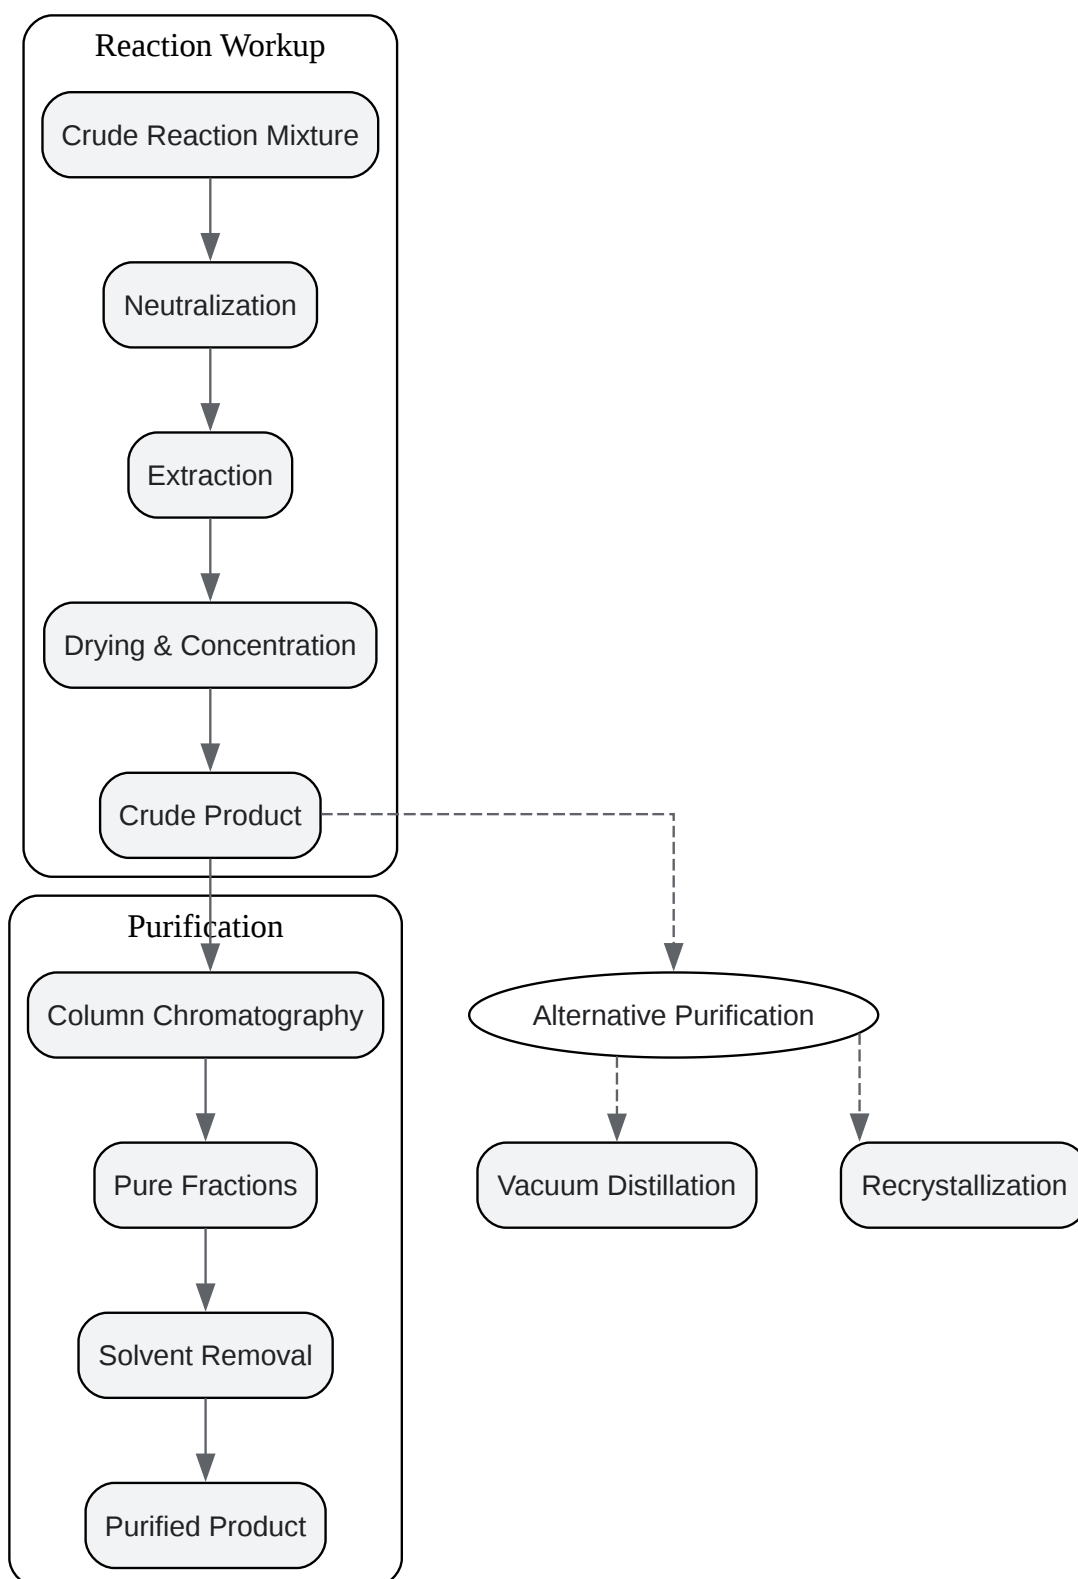 Reaction Workup
Crude Reaction Mixture
Neutralization
Extraction
Drying & Concentration
Crude Product
Purification
Column Chromatography
Alternative Purification
Pure Fractions
Vacuum Distillation
Recrystallization
Solvent Removal
Purified Product